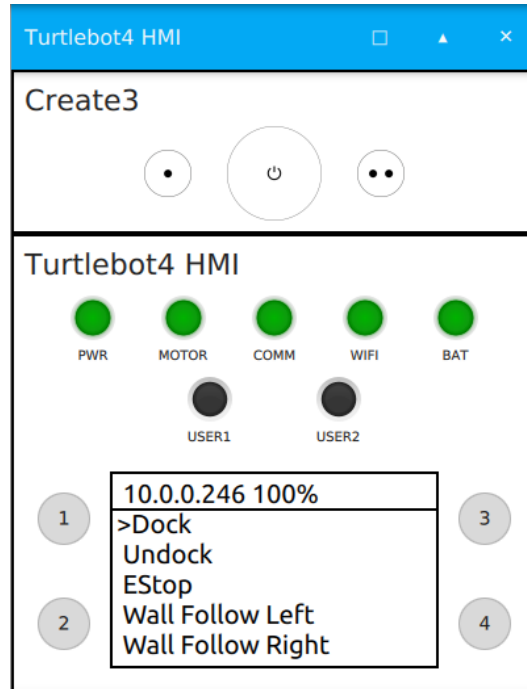 Turtlebot4 HMI
Create3
Turtlebot4 HMI
PWR MOTOR COMM WIFI BAT
USER1 USER2
10.0.0.246 100%
>Dock
Undock
EStop
Wall Follow Left
Wall Follow Right
1
2
3
4